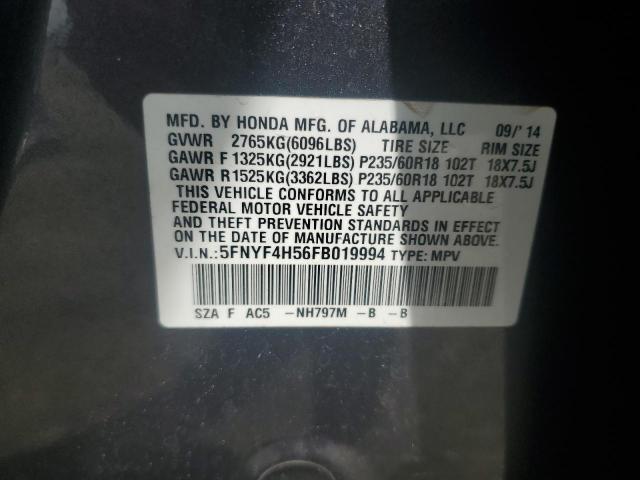 MFD. BY HONDA MFG. OF ALABAMA, LLC 09/'14
GVWR 2765KG(6096LBS) TIRE SIZE RIM SIZE
GAWR F 1325KG(2921LBS) P235/60R18 102T 18X7.5J
GAWR R 1525KG(3362LBS) P235/60R18 102T 18X7.5J
THIS VEHICLE CONFORMS TO ALL APPLICABLE
FEDERAL MOTOR VEHICLE SAFETY
AND THEFT PREVENTION STANDARDS IN EFFECT
ON THE DATE OF MANUFACTURE SHOWN ABOVE.
V.I.N.:5FNYF4H56FB019994 TYPE: MPV
SZA F AC5 -NH797M -B -B